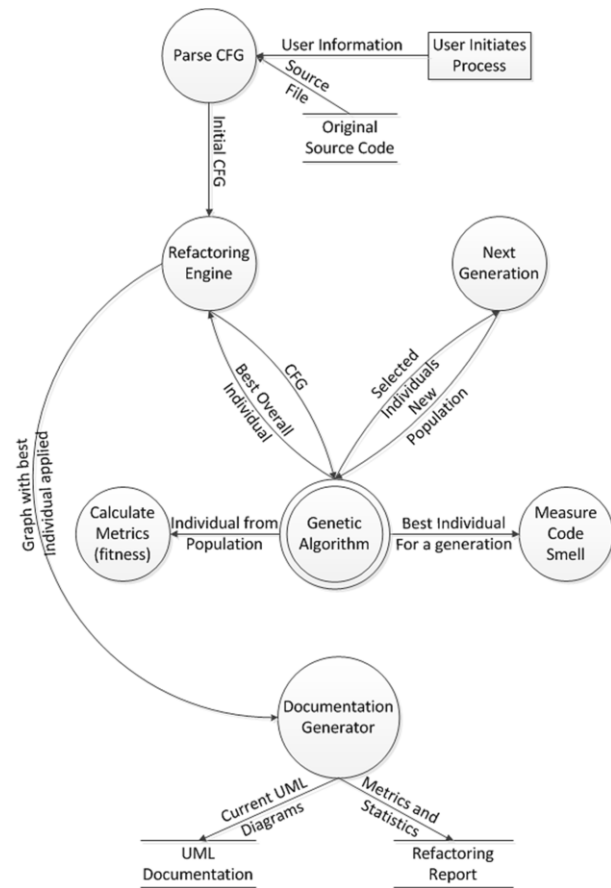 User Information
Parse CFG
User Initiates
Process
Source
File
Original
Source Code
Initial CFG
Refactoring
Engine
Next
Generation
CFG
Best Overall
Individual
Selected
Individuals
New
Population
Graph with best
Individual applied
Calculate
Metrics
(fitness)
Individual from
Population
Genetic
Algorithm
Best Individual
For a generation
Measure
Code
Smell
Documentation
Generator
Current UML
Diagrams
Metrics and
Statistics
UML
Documentation
Refactoring
Report